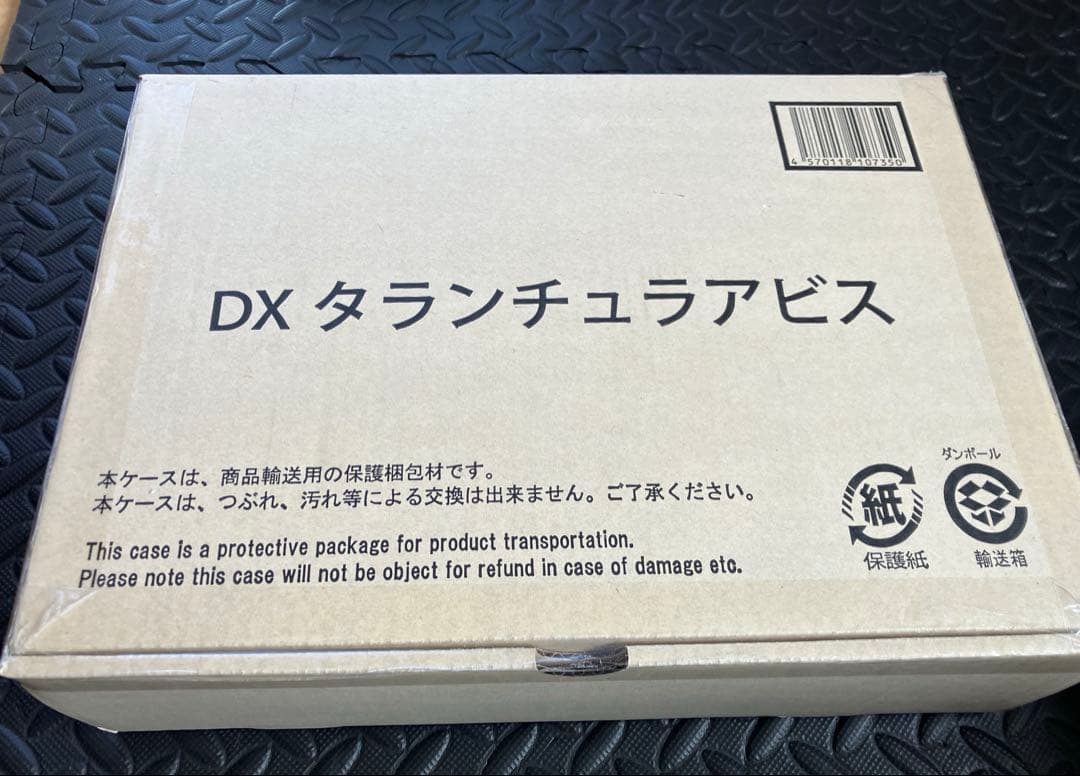 4 570118 107350
DX タランチュラアビス
本ケースは、商品輸送用の保護梱包材です。
本ケースは、つぶれ、汚れ等による交換は出来ません。ご了承ください。
This case is a protective package for product transportation.
Please note this case will not be object for refund in case of damage etc.
紙
保護紙
ダンボール
輸送箱